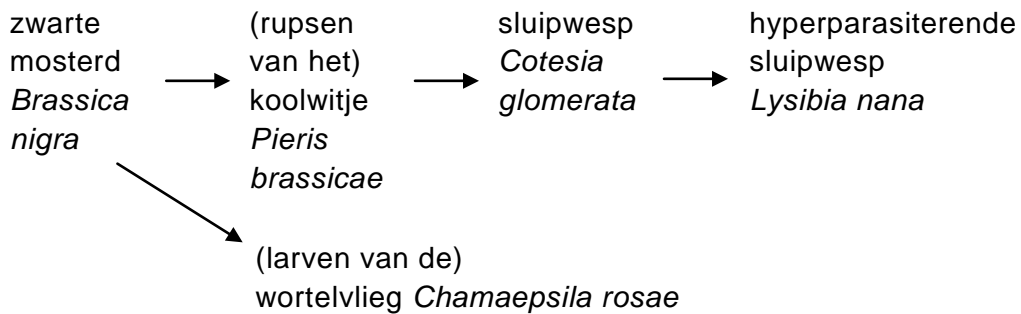 zwarte
mosterd
Brassica
nigra
(rupsen
van het)
koolwitje
Pieris
brassicae
sluipwesp
Cotesia
glomerata
hyperparasiterende
sluipwesp
Lysibia nana
(larven van de)
wortelvlieg Chamaepsila rosae